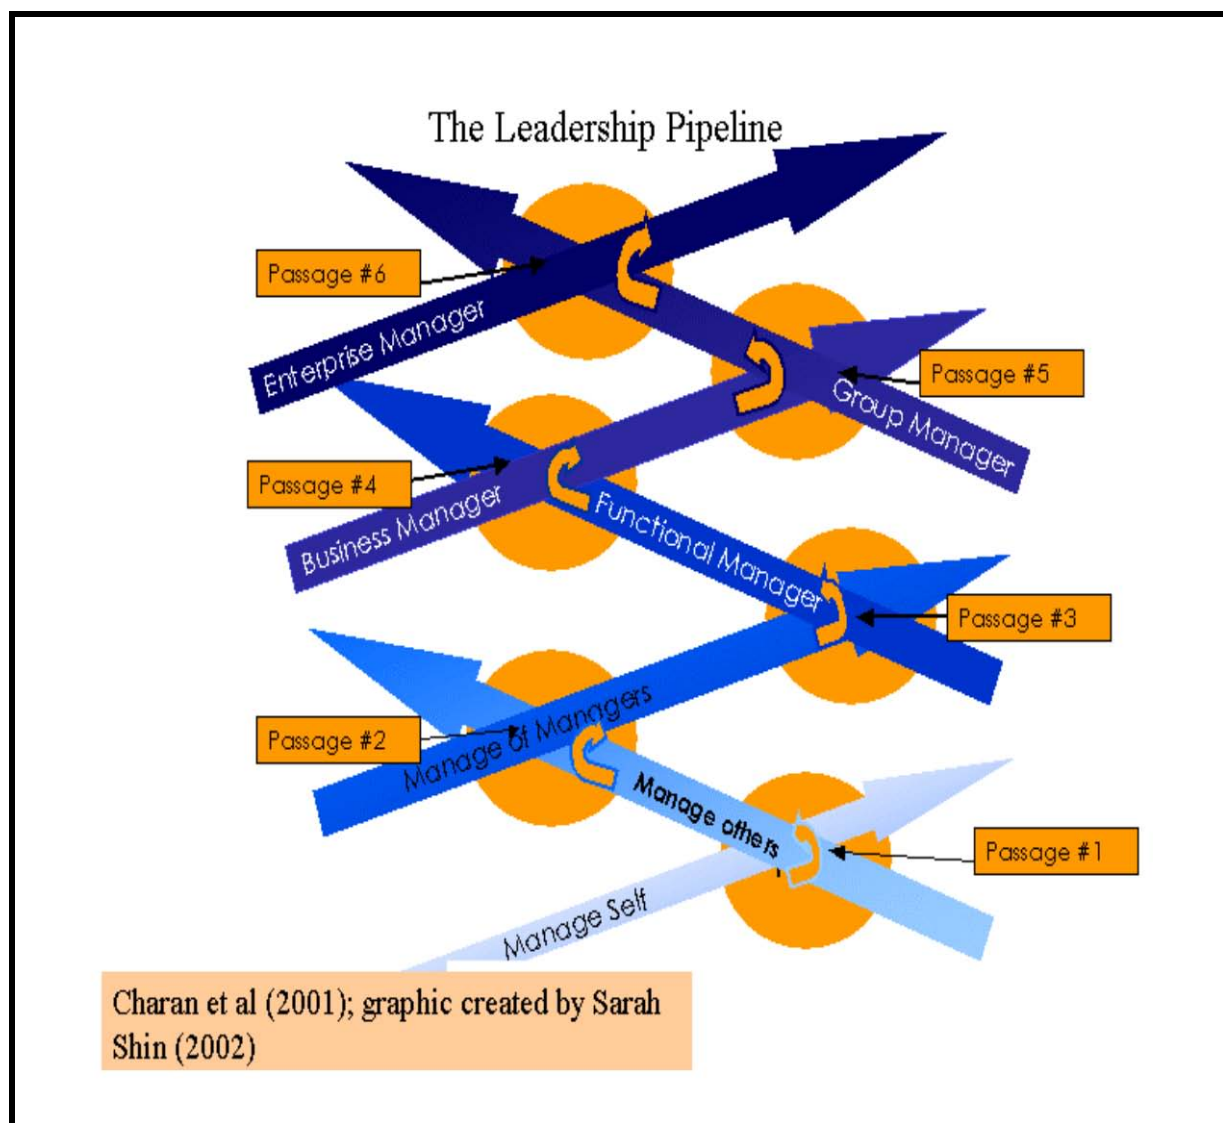 The Leadership Pipeline
Passage #6
Enterprise Manager
Passage #5
Group Manager
Passage #4
Business Manager
Functional Manager
Passage #3
Passage #2
Manage of Managers
Manage others
Passage #1
Manage Self
Charan et al (2001); graphic created by Sarah
Shin (2002)